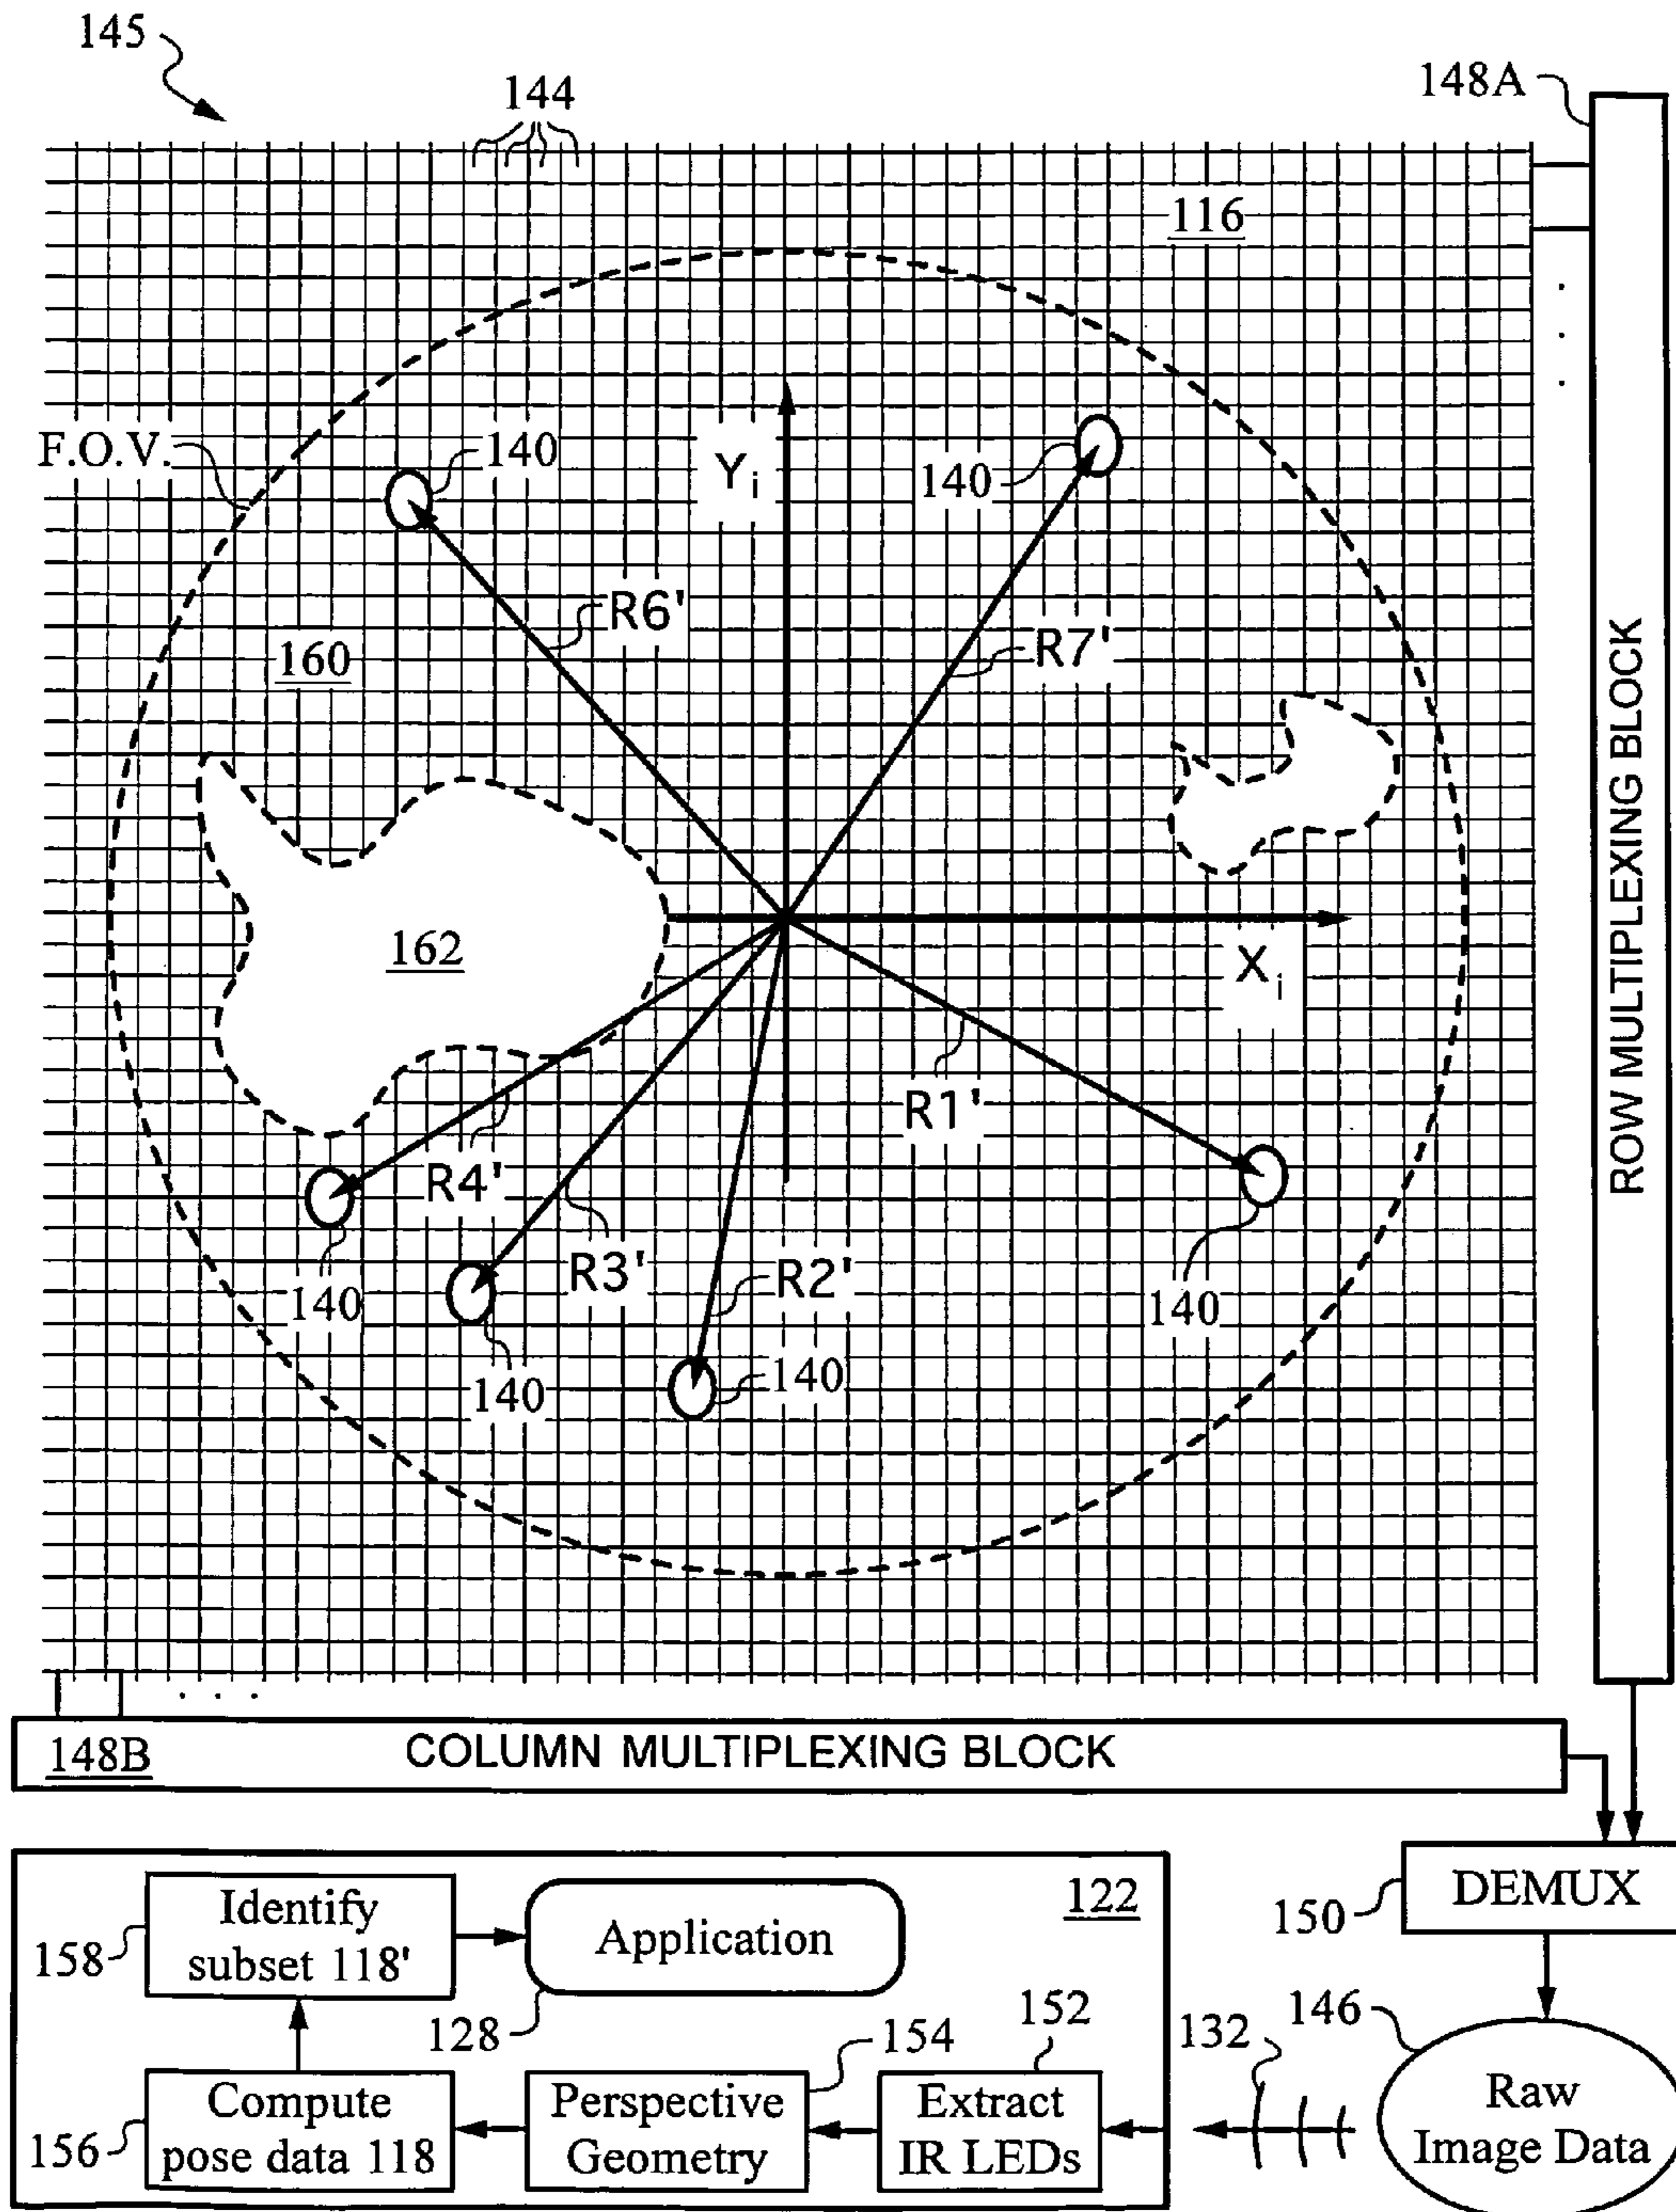 145
144
148A
116
F.O.V.
140
Yi
140
R6'
R7'
160
162
Xi
R1'
R4'
R3'
R2'
140
140
140
140
140
ROW MULTIPLEXING BLOCK
148B
COLUMN MULTIPLEXING BLOCK
122
DEMUX
150
Identify
subset 118'
158
Application
128
152
154
132
146
Compute
pose data 118
156
Perspective
Geometry
Extract
IR LEDs
Raw
Image Data